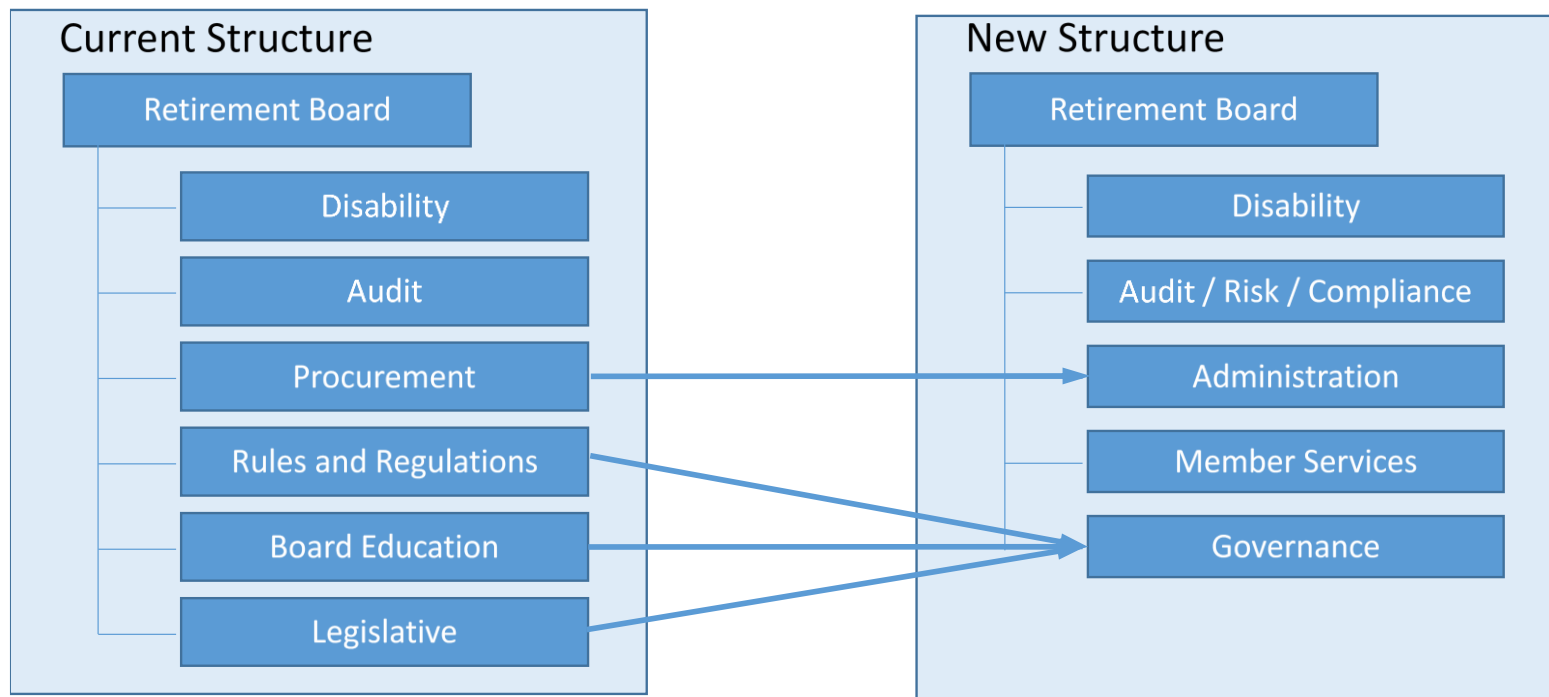 Current Structure
Retirement Board
Disability
Audit
Procurement
Rules and Regulations
Board Education
Legislative
New Structure
Retirement Board
Disability
Audit / Risk / Compliance
Administration
Member Services
Governance